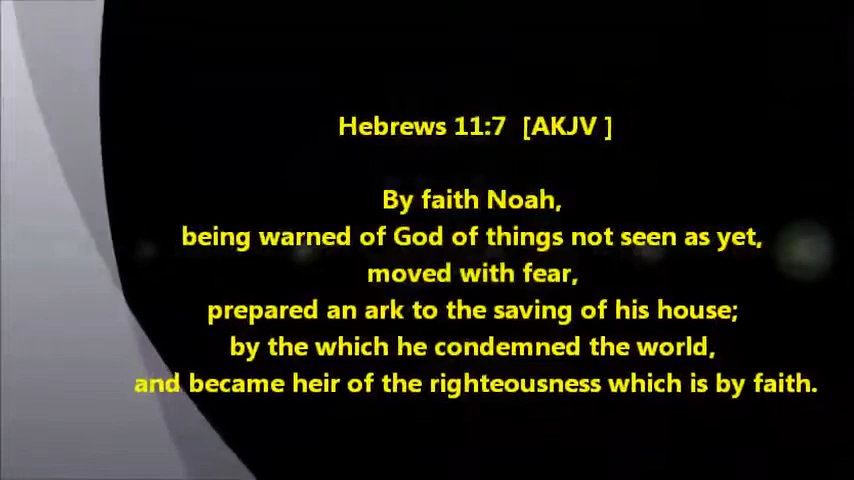 Hebrews 11:7 [AKJV ]
By faith Noah,
being warned of God of things not seen as yet,
moved with fear,
prepared an ark to the saving of his house;
by the which he condemned the world,
and became heir of the righteousness which is by faith.